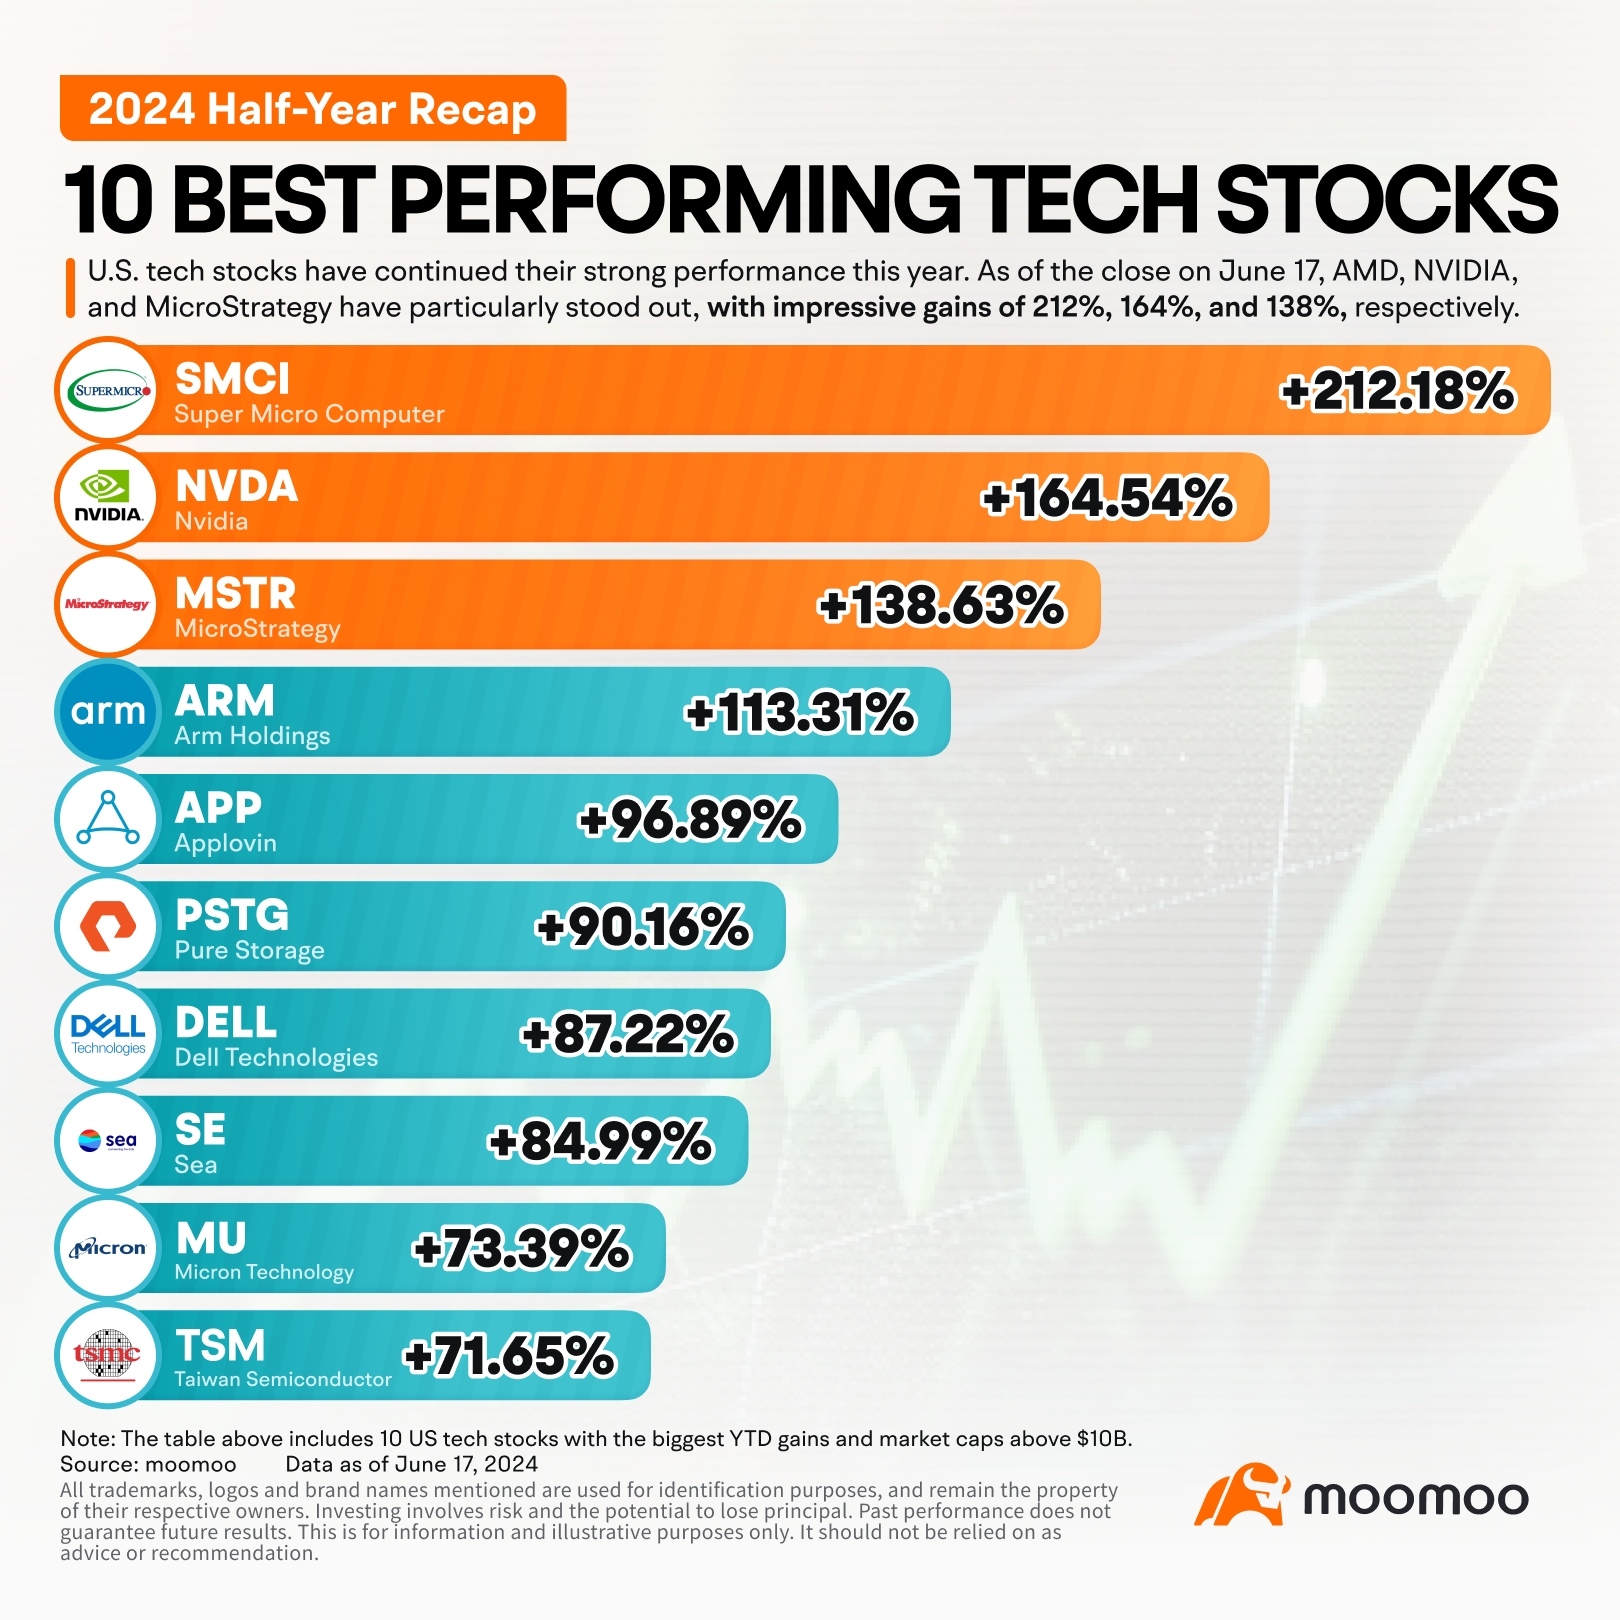 2024 Half-Year Recap
10 BEST PERFORMING TECH STOCKS
U.S. tech stocks have continued their strong performance this year. As of the close on June 17, AMD, NVIDIA,
and MicroStrategy have particularly stood out, with impressive gains of 212%, 164%, and 138%, respectively.
SUPERMICRO
SMCI
Super Micro Computer
+212.18%
NVIDIA.
NVDA
Nvidia
+164.54%
MicroStrategy
MSTR
MicroStrategy
+138.63%
arm
ARM
Arm Holdings
+113.31%
APP
Applovin
+96.89%
PSTG
Pure Storage
+90.16%
DELL
Technologies
DELL
Dell Technologies
+87.22%
sea
SE
Sea
+84.99%
Micron
MU
Micron Technology
+73.39%
tsmc
TSM
Taiwan Semiconductor
+71.65%
Note: The table above includes 10 US tech stocks with the biggest YTD gains and market caps above $10B.
Source: moomoo Data as of June 17, 2024
All trademarks, logos and brand names mentioned are used for identification purposes, and remain the property
of their respective owners. Investing involves risk and the potential to lose principal. Past performance does not
guarantee future results. This is for information and illustrative purposes only. It should not be relied on as
advice or recommendation.
moomoo